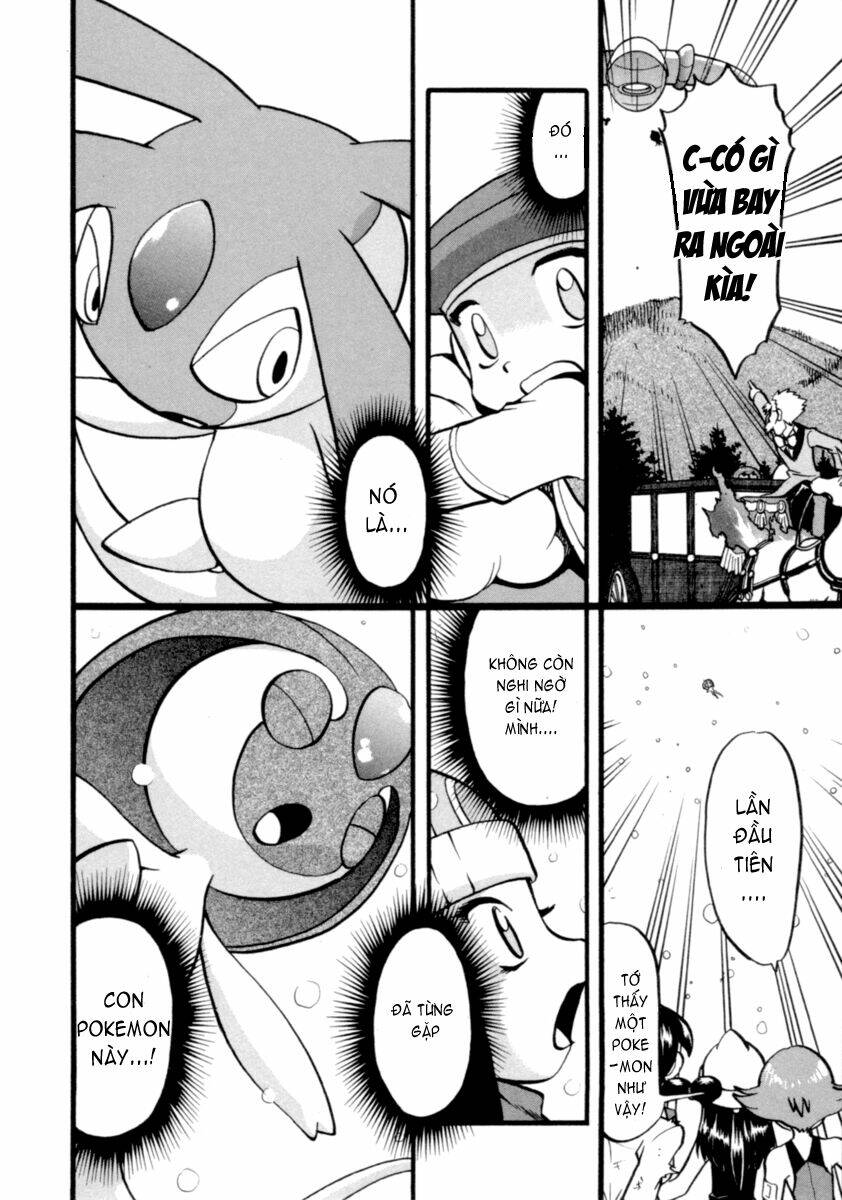 C-CÓ GÌ
VỪA BAY
RA NGOÀI
KÌA!
ĐÓ
...
NÓ
LÀ...
LẦN
ĐẦU
TIÊN
....
TỚ
THẤY
MỘT
POKE
-MON
NHƯ
VẬY!
KHÔNG CÒN
NGHI NGỜ
GÌ NỮA!
MÌNH....
ĐÃ TỪNG
GẶP
CON
POKEMON
NÀY...!